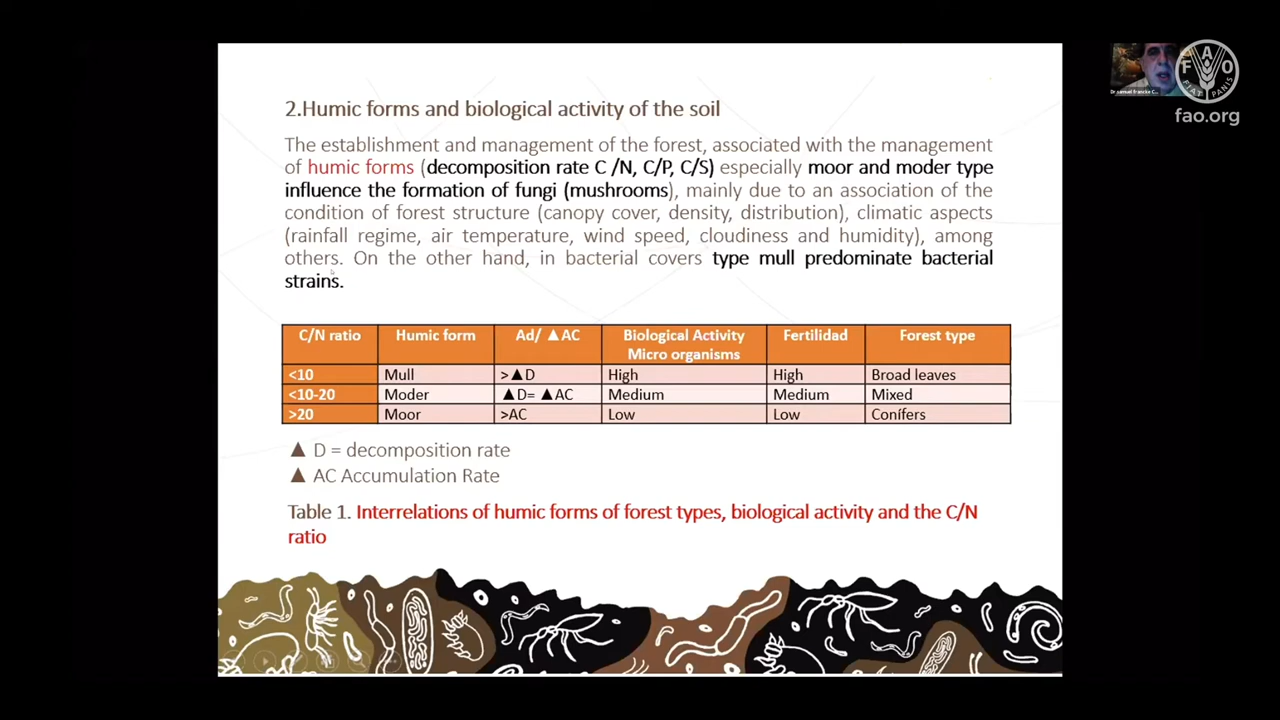 FAO
FIAT PANIS
fao.org
2.Humic forms and biological activity of the soil
The establishment and management of the forest, associated with the management
of humic forms (decomposition rate C /N, C/P, C/S) especially moor and moder type
influence the formation of fungi (mushrooms), mainly due to an association of the
condition of forest structure (canopy cover, density, distribution), climatic aspects
(rainfall regime, air temperature, wind speed, cloudiness and humidity), among
others. On the other hand, in bacterial covers type mull predominate bacterial
strains.
C/N ratio Humic form Ad/ ▲AC Biological Activity Micro organisms Fertilidad Forest type
<10 Mull >▲D High High Broad leaves
<10-20 Moder ▲D= ▲AC Medium Medium Mixed
>20 Moor >AC Low Low Conífers
▲ D = decomposition rate
▲ AC Accumulation Rate
Table 1. Interrelations of humic forms of forest types, biological activity and the C/N
ratio